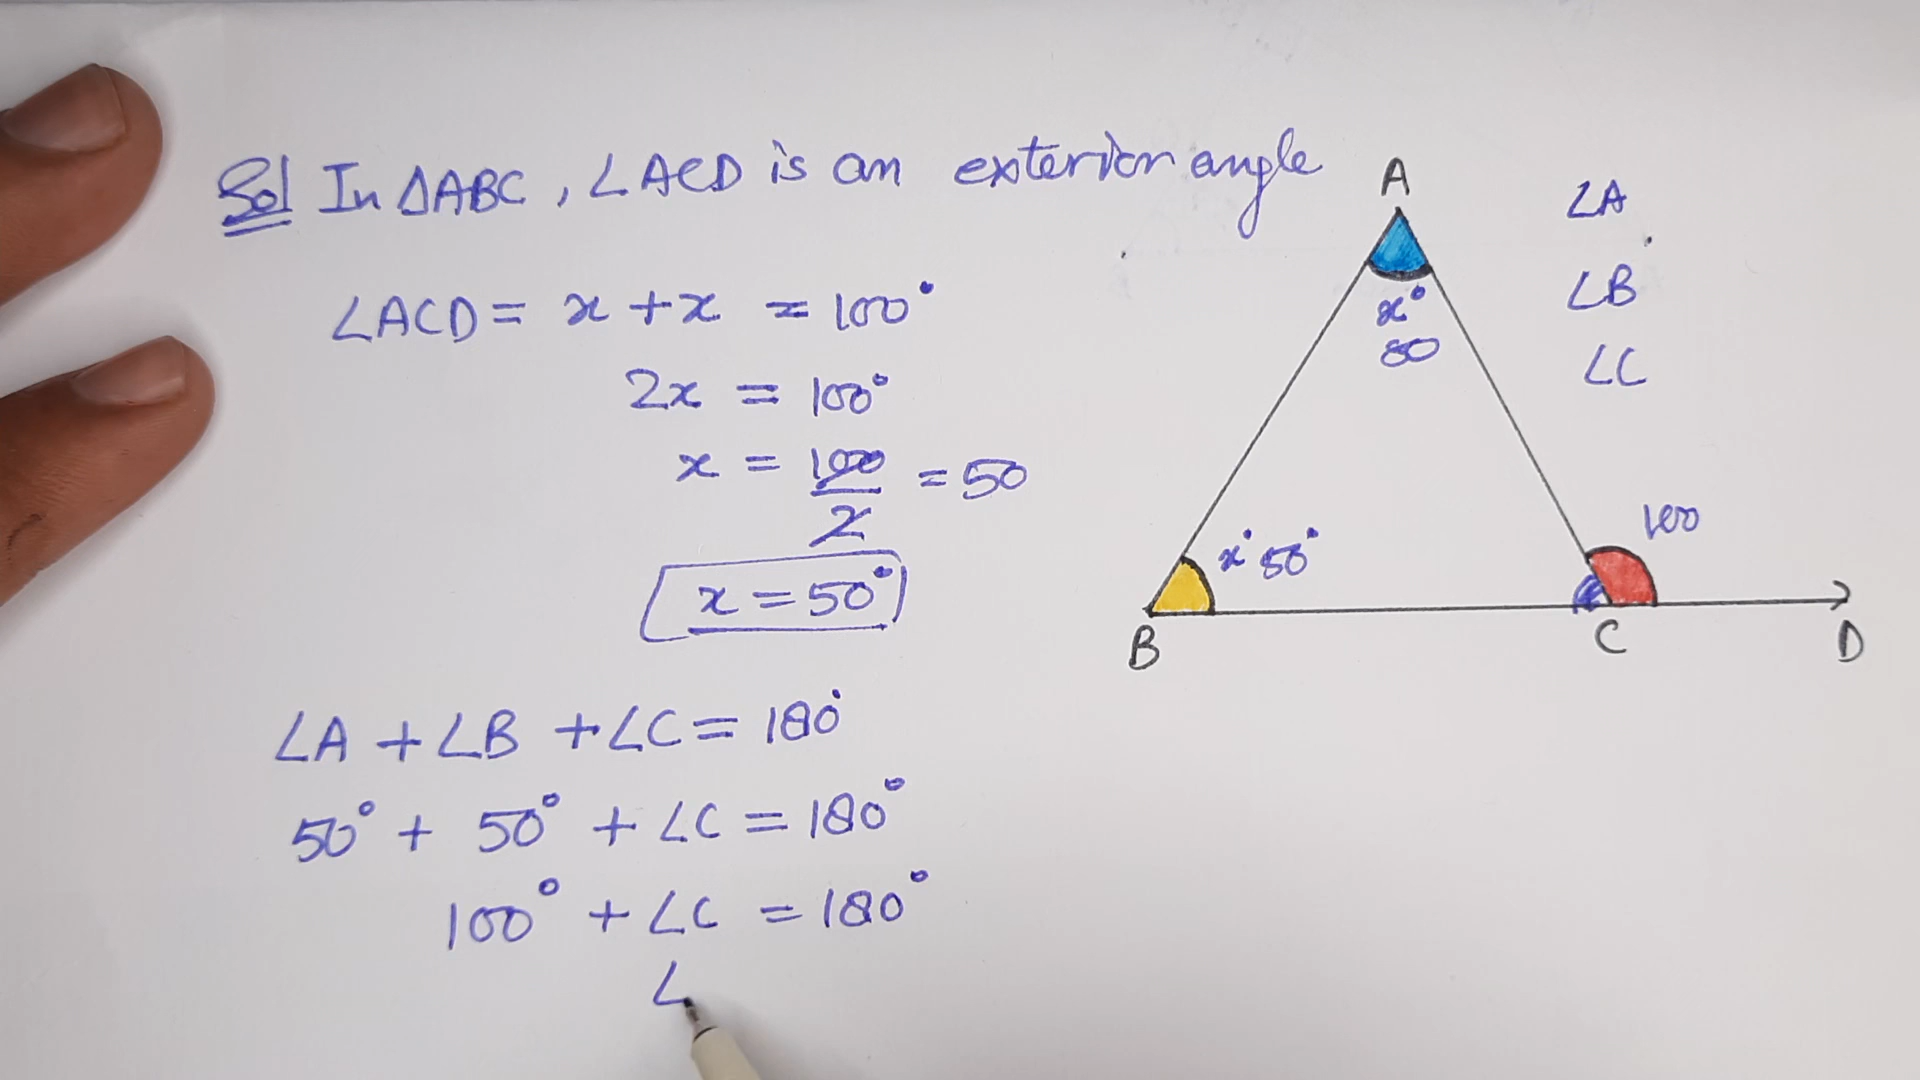 Sol In ΔABC, ∠ACD is an exterior angle
∠ACD = x + x = 100°
2x = 100°
x = 100/2 = 50
x = 50°
∠A + ∠B + ∠C = 180°
50° + 50° + ∠C = 180°
100° + ∠C = 180°
∠
A
x°
50
x° 50°
B
100
C
D
∠A
∠B
∠C